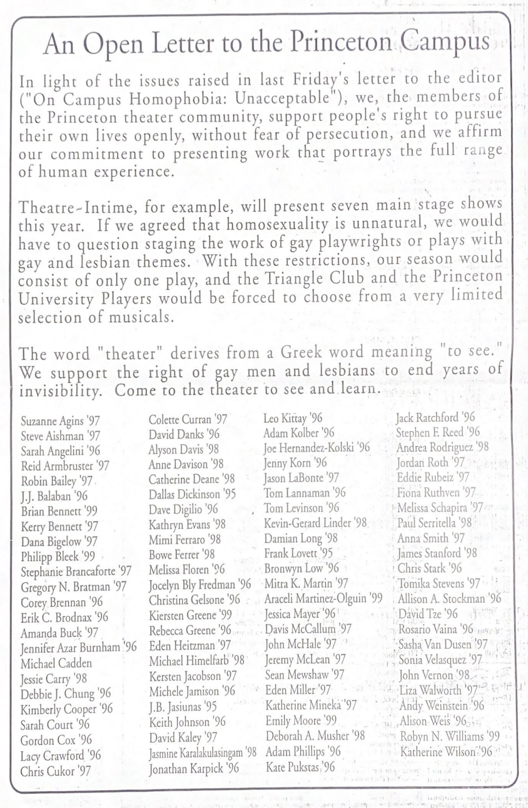 An Open Letter to the Princeton Campus
In light of the issues raised in last Friday's letter to the editor
("On Campus Homophobia: Unacceptable"), we, the members of
the Princeton theater community, support people's right to pursue
their own lives openly, without fear of persecution, and we affirm
our commitment to presenting work that portrays the full range
of human experience.
Theatre-Intime, for example, will present seven main stage shows
this year. If we agreed that homosexuality is unnatural, we would
have to question staging the work of gay playwrights or plays with
gay and lesbian themes. With these restrictions, our season would
consist of only one play, and the Triangle Club and the Princeton
University Players would be forced to choose from a very limited
selection of musicals.
The word "theater" derives from a Greek word meaning "to see."
We support the right of gay men and lesbians to end years of
invisibility. Come to the theater to see and learn.
Suzanne Agins '97
Steve Aishman '97
Sarah Angelini '96
Reid Armbruster '97
Robin Bailey '97
J.J. Balaban '96
Brian Bennett '99
Kerry Bennett '97
Dana Bigelow '97
Philipp Bleek '99
Stephanie Brancaforte '97
Gregory N. Bratman '97
Corey Brennan '96
Erik C. Brodnax '96
Amanda Buck '97
Jennifer Azar Burnham '96
Michael Cadden
Jessie Carry '98
Debbie J. Chung '96
Kimberly Cooper '96
Sarah Court '96
Gordon Cox '96
Lacy Crawford '96
Chris Cukor '97
Colette Curran '97
David Danks '96
Alyson Davis '98
Anne Davison '98
Catherine Deane '98
Dallas Dickinson '95
Dave Digilio '96
Kathryn Evans '98
Mimi Ferraro '98
Bowe Ferrer '98
Melissa Floren '96
Jocelyn Bly Freedman '96
Christina Gelsone '96
Kiersten Greene '99
Rebecca Greene '96
Eden Heitzman '97
Michael Himelfarb '98
Kersten Jacobson '97
Michele Jamison '96
J.B. Jasiunas '95
Keith Johnson '96
David Kaley '97
Jasmine Karalakulasingam '98
Jonathan Karpick '96
Leo Kittay '96
Adam Kolber '96
Joe Hernandez-Kolski '96
Jenny Korn '96
Jason LaBonte '97
Tom Lannaman '96
Tom Levinson '96
Kevin-Gerard Linder '98
Damian Long '98
Frank Lovett '95
Bronwyn Low '96
Mitra K. Martin '97
Araceli Martinez-Olguin '99
Jessica Mayer '96
Davis McCallum '97
John McHale '97
Jeremy McLean '97
Sean Mewshaw '97
Eden Miller '97
Katherine Mineka '97
Emily Moore '99
Deborah A. Musher '98
Adam Phillips '96
Kate Pukstas '96
Jack Ratchford '96
Stephen F. Reed '96
Andrea Rodriguez '98
Jordan Roth '97
Eddie Rubeiz '97
Fiona Ruthven '97
Melissa Schapira '97
Paul Serritella '98
Anna Smith '97
James Stanford '98
Chris Stark '96
Tomika Stevens '97
Allison A. Stockman '96
David Tze '96
Rosario Vaina '96
Sasha Van Dusen '97
Sonia Velasquez '97
John Vernon '98
Liza Walworth '97
Andy Weinstein '96
Alison Weis '96
Robyn N. Williams '99
Katherine Wilson '96